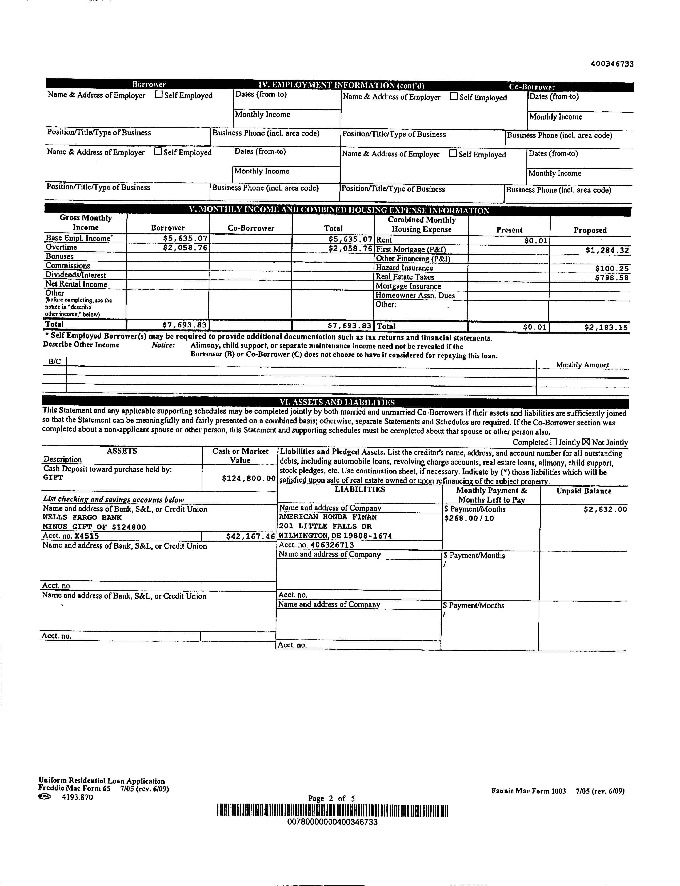 400346733
Borrower IV. EMPLOYMENT INFORMATION (cont'd) Co-Borrower
Name & Address of Employer ☐ Self Employed Dates (from-to) Name & Address of Employer ☐ Self Employed Dates (from-to)
Monthly Income Monthly Income
Position/Title/Type of Business Business Phone (incl. area code) Position/Title/Type of Business Business Phone (incl. area code)
Name & Address of Employer ☐ Self Employed Dates (from-to) Name & Address of Employer ☐ Self Employed Dates (from-to)
Monthly Income Monthly Income
Position/Title/Type of Business Business Phone (incl. area code) Position/Title/Type of Business Business Phone (incl. area code)
V. MONTHLY INCOME AND COMBINED HOUSING EXPENSE INFORMATION
Gross Monthly Income Borrower Co-Borrower Total Combined Monthly Housing Expense Present Proposed
Base Empl. Income* $5,635.07 $5,635.07 Rent $0.01
Overtime $2,058.76 $2,058.76 First Mortgage (P&I) $1,284.32
Bonuses Other Financing (P&I)
Commissions Hazard Insurance $100.25
Dividends/Interest Real Estate Taxes $798.58
Net Rental Income Mortgage Insurance
Other Homeowner Assn. Dues
(before completing, see the notice in "describe other income," below) Other:
Total $7,693.83 $7,693.83 Total $0.01 $2,183.15
* Self Employed Borrower(s) may be required to provide additional documentation such as tax returns and financial statements.
Describe Other Income Notice: Alimony, child support, or separate maintenance income need not be revealed if the
Borrower (B) or Co-Borrower (C) does not choose to have it considered for repaying this loan.
B/C Monthly Amount
VI. ASSETS AND LIABILITIES
This Statement and any applicable supporting schedules may be completed jointly by both married and unmarried Co-Borrowers if their assets and liabilities are sufficiently joined
so that the Statement can be meaningfully and fairly presented on a combined basis; otherwise, separate Statements and Schedules are required. If the Co-Borrower section was
completed about a non-applicant spouse or other person, this Statement and supporting schedules must be completed about that spouse or other person also.
Completed ☐ Jointly ☒ Not Jointly
ASSETS Cash or Market Value
Description
Cash Deposit toward purchase held by:
GIFT $124,800.00
Liabilities and Pledged Assets. List the creditor's name, address, and account number for all outstanding
debts, including automobile loans, revolving charge accounts, real estate loans, alimony, child support,
stock pledges, etc. Use continuation sheet, if necessary. Indicate by (*) those liabilities which will be
satisfied upon sale of real estate owned or upon refinancing of the subject property.
LIABILITIES Monthly Payment & Months Left to Pay Unpaid Balance
List checking and savings accounts below
Name and address of Bank, S&L, or Credit Union
WELLS FARGO BANK
MINUS GIFT OF $124800
Acct. no. X4515 $42,167.46
Name and address of Company $ Payment/Months $2,632.00
AMERICAN HONDA FINAN $268.00/10
201 LITTLE FALLS DR
WILMINGTON, DE 19808-1674
Acct no. 406326713
Name and address of Bank, S&L, or Credit Union
Name and address of Company $ Payment/Months
/
Acct. no.
Acct. no.
Name and address of Bank, S&L, or Credit Union
Name and address of Company $ Payment/Months
/
Acct. no.
Acct. no.
Uniform Residential Loan Application
Freddie Mac Form 65 7/05 (rev. 6/09)
4193.870
Page 2 of 5
Fannie Mae Form 1003 7/05 (rev. 6/09)
00780000000400346733